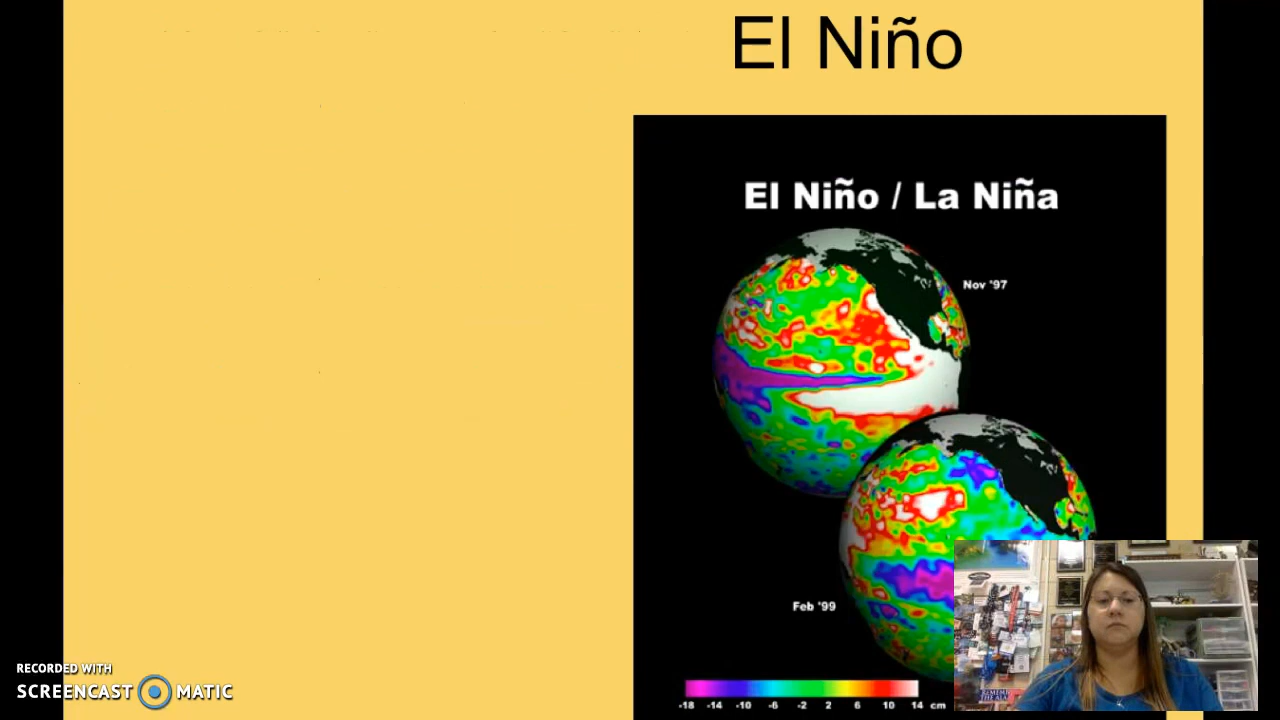 El Niño
El Niño / La Niña
Nov '97
Feb '99
-18 -14 -10 -6 -2 2 6 10 14 cm
RECORDED WITH
SCREENCAST MATIC